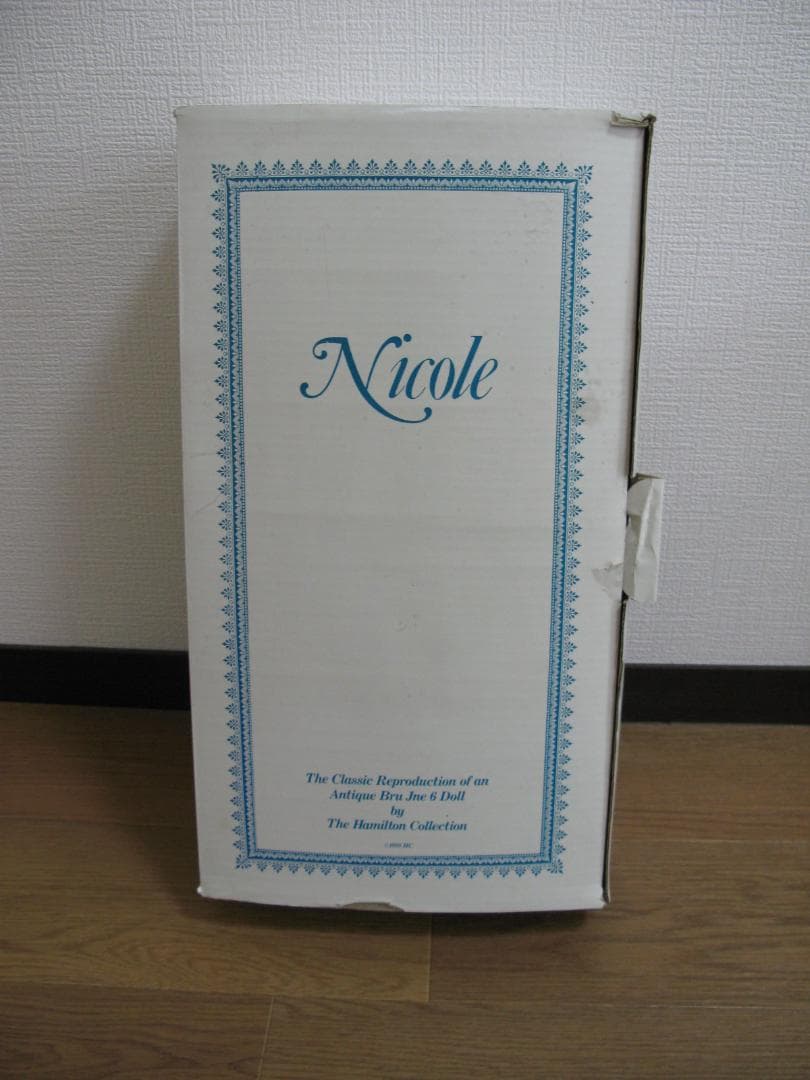 Nicole
The Classic Reproduction of an
Antique Bru Jne 6 Doll
by
The Hamilton Collection